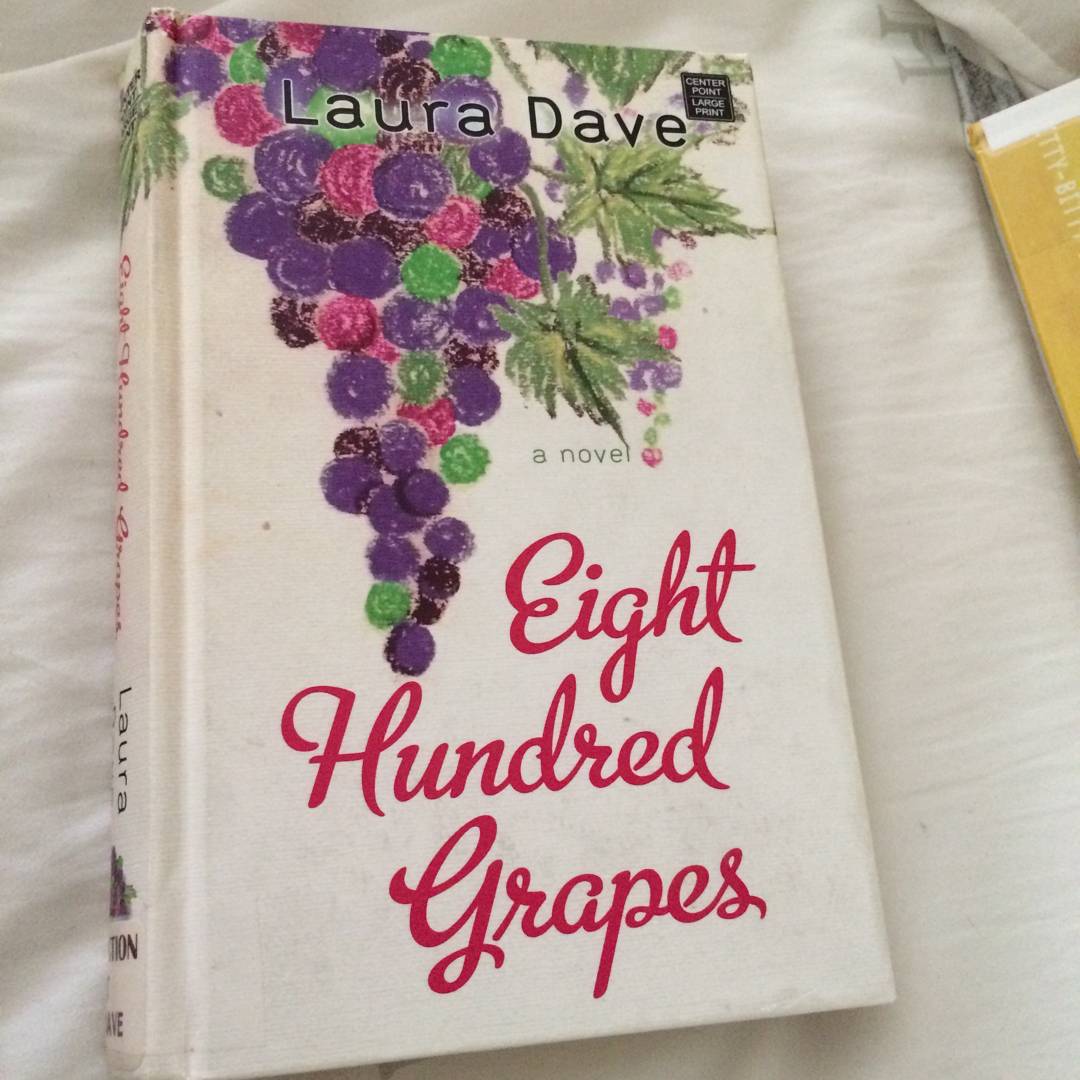 Laura Dave
CENTER
POINT
LARGE
PRINT
a novel
Eight
Hundred
Grapes
Eight Hundred Grapes
Laura